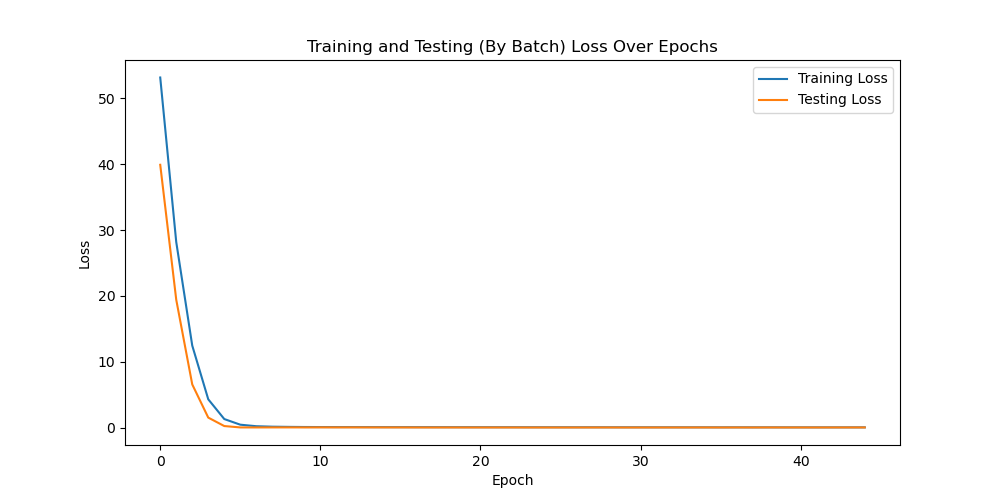 Training and Testing (By Batch) Loss Over Epochs
Training Loss
Testing Loss
50
40
30
20
10
0
Loss
0 10 20 30 40
Epoch